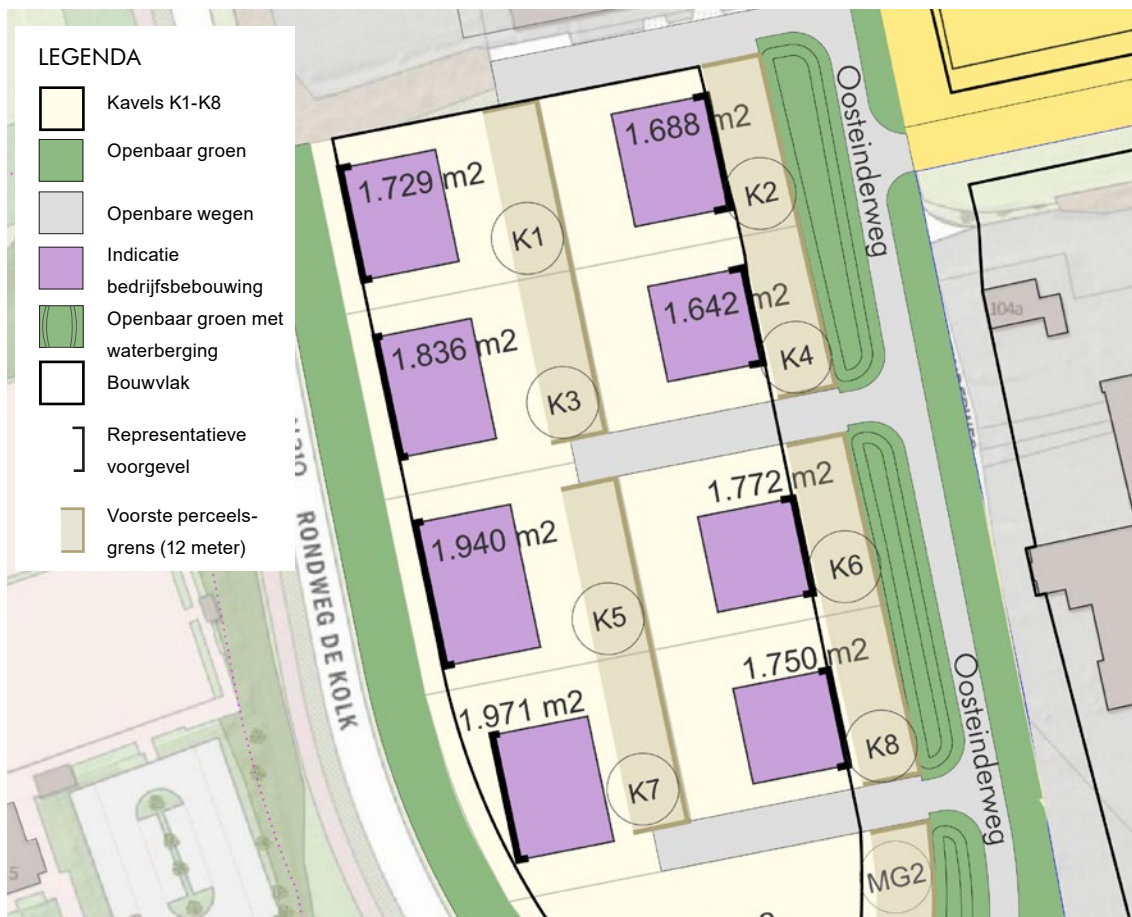 LEGENDA
Kavels K1-K8
Openbaar groen
Openbare wegen
Indicatie
bedrijfsbebouwing
Openbaar groen met
waterberging
Bouwvlak
Representatieve
voorgevel
Voorste perceels-
grens (12 meter)
1.729 m2
1.688 m2
K1
K2
1.836 m2
1.642 m2
K3
K4
1.940 m2
1.772 m2
K5
K6
1.971 m2
1.750 m2
K7
K8
MG2
Oosteinderweg
Oosteinderweg
RONDWEG DE KOLK
104a